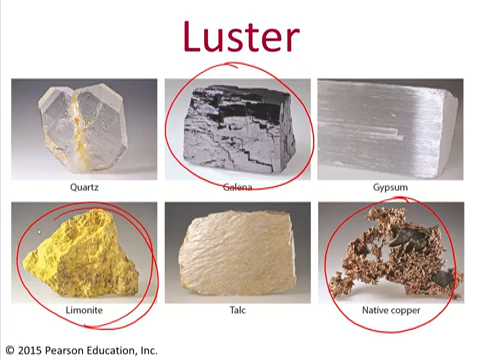 Luster
Quartz
Galena
Gypsum
Limonite
Talc
Native copper
© 2015 Pearson Education, Inc.